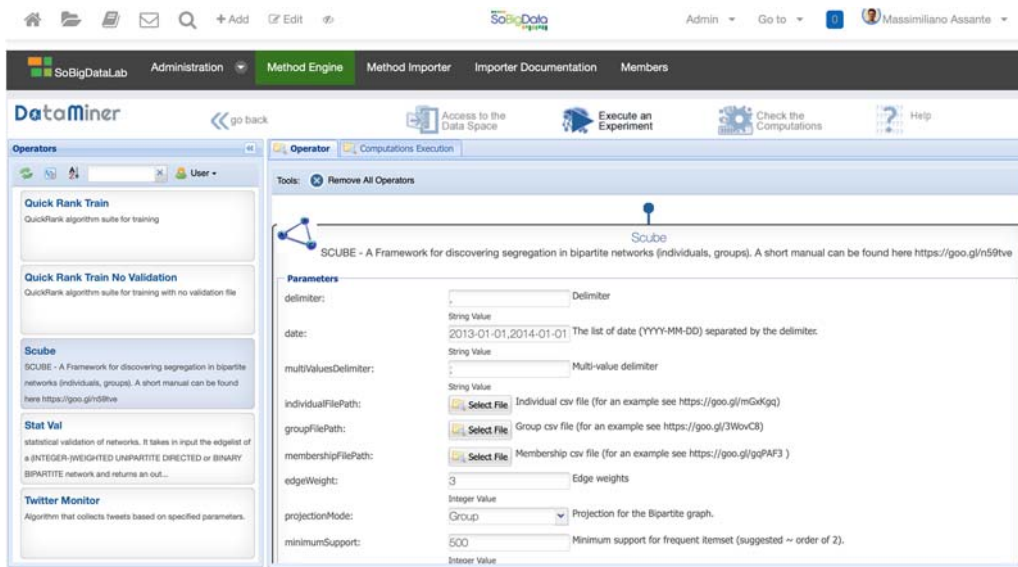 + Add Edit SoBigData Admin Go to 0 Massimiliano Assante
SoBigDataLab Administration Method Engine Method Importer Importer Documentation Members
DataMiner go back Access to the Data Space Execute an Experiment Check the Computations Help
Operators
User
Quick Rank Train
QuickRank algorithm suite for training
Quick Rank Train No Validation
QuickRank algorithm suite for training with no validation file
Scube
SCUBE - A Framework for discovering segregation in bipartite
networks (individuals, groups). A short manual can be found
here https://goo.gl/n59tve
Stat Val
statistical validation of networks. It takes in input the edgelist of
a (INTEGER-)WEIGHTED UNIPARTITE DIRECTED or BINARY
BIPARTITE network and returns an out...
Twitter Monitor
Algorithm that collects tweets based on specified parameters.
Operator Computations Execution
Tools: Remove All Operators
Scube
SCUBE - A Framework for discovering segregation in bipartite networks (individuals, groups). A short manual can be found here https://goo.gl/n59tve
Parameters
delimiter: , Delimiter
String Value
date: 2013-01-01,2014-01-01 The list of date (YYYY-MM-DD) separated by the delimiter.
String Value
multiValuesDelimiter: ; Multi-value delimiter
String Value
individualFilePath: Select File Individual csv file (for an example see https://goo.gl/mGxKgq)
groupFilePath: Select File Group csv file (for an example see https://goo.gl/3WovC8)
membershipFilePath: Select File Membership csv file (for an example see https://goo.gl/gqPAF3 )
edgeWeight: 3 Edge weights
Integer Value
projectionMode: Group Projection for the Bipartite graph.
minimumSupport: 500 Minimum support for frequent itemset (suggested ~ order of 2).
Integer Value